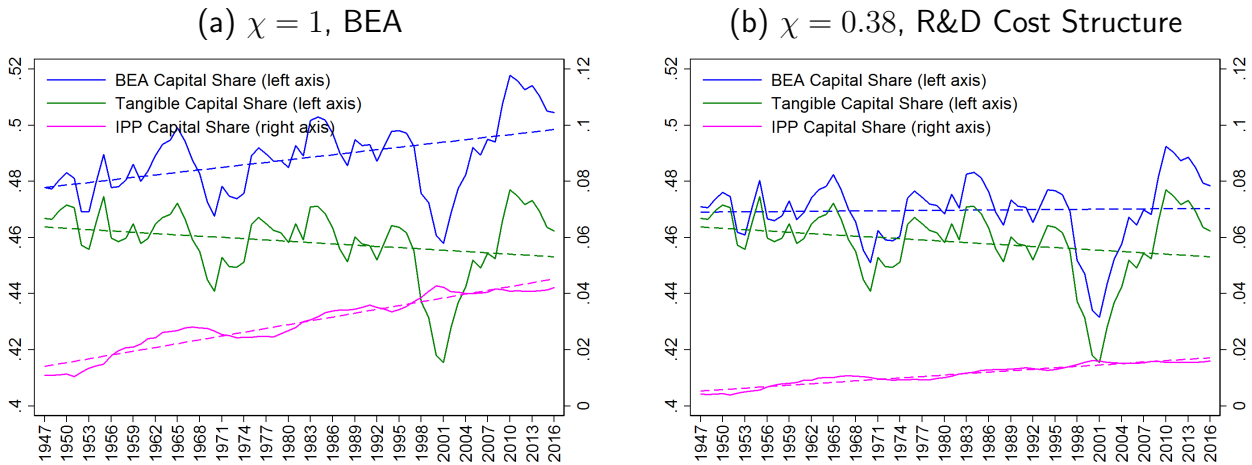 (a) χ = 1, BEA
.4 .42 .44 .46 .48 .5 .52
BEA Capital Share (left axis)
Tangible Capital Share (left axis)
IPP Capital Share (right axis)
0 .02 .04 .06 .08 .1 .12
1947 1950 1953 1956 1959 1962 1965 1968 1971 1974 1977 1980 1983 1986 1989 1992 1995 1998 2001 2004 2007 2010 2013 2016
(b) χ = 0.38, R&D Cost Structure
.4 .42 .44 .46 .48 .5 .52
BEA Capital Share (left axis)
Tangible Capital Share (left axis)
IPP Capital Share (right axis)
0 .02 .04 .06 .08 .1 .12
1947 1950 1953 1956 1959 1962 1965 1968 1971 1974 1977 1980 1983 1986 1989 1992 1995 1998 2001 2004 2007 2010 2013 2016